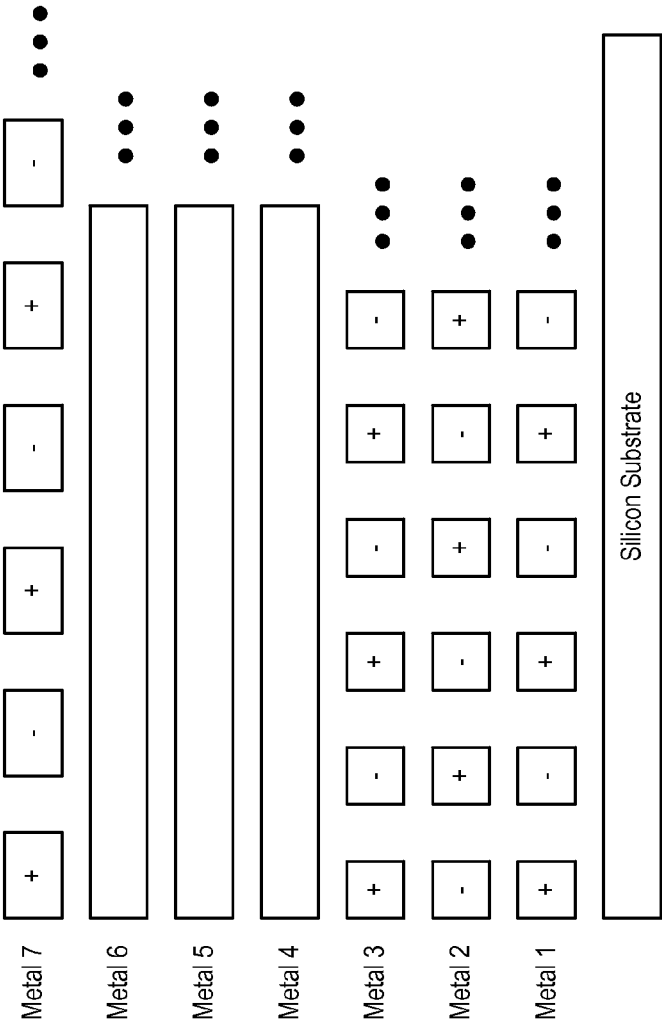 Metal 7 + - + - + -
Metal 6
Metal 5
Metal 4
Metal 3 + - + - + -
Metal 2 - + - + - +
Metal 1 + - + - + -
Silicon Substrate